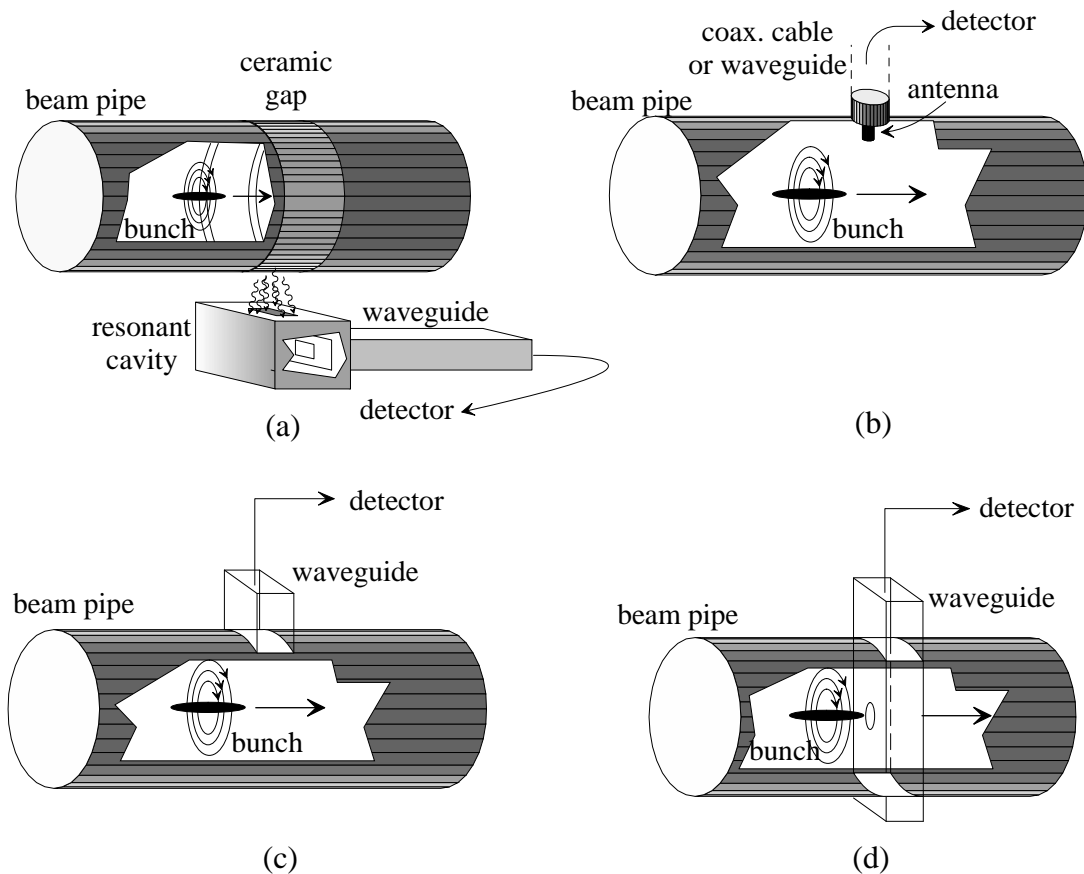 ceramic
gap
beam pipe
bunch
resonant
cavity
waveguide
detector
(a)
coax. cable
or waveguide
detector
antenna
beam pipe
bunch
(b)
detector
waveguide
beam pipe
bunch
(c)
detector
waveguide
beam pipe
bunch
(d)